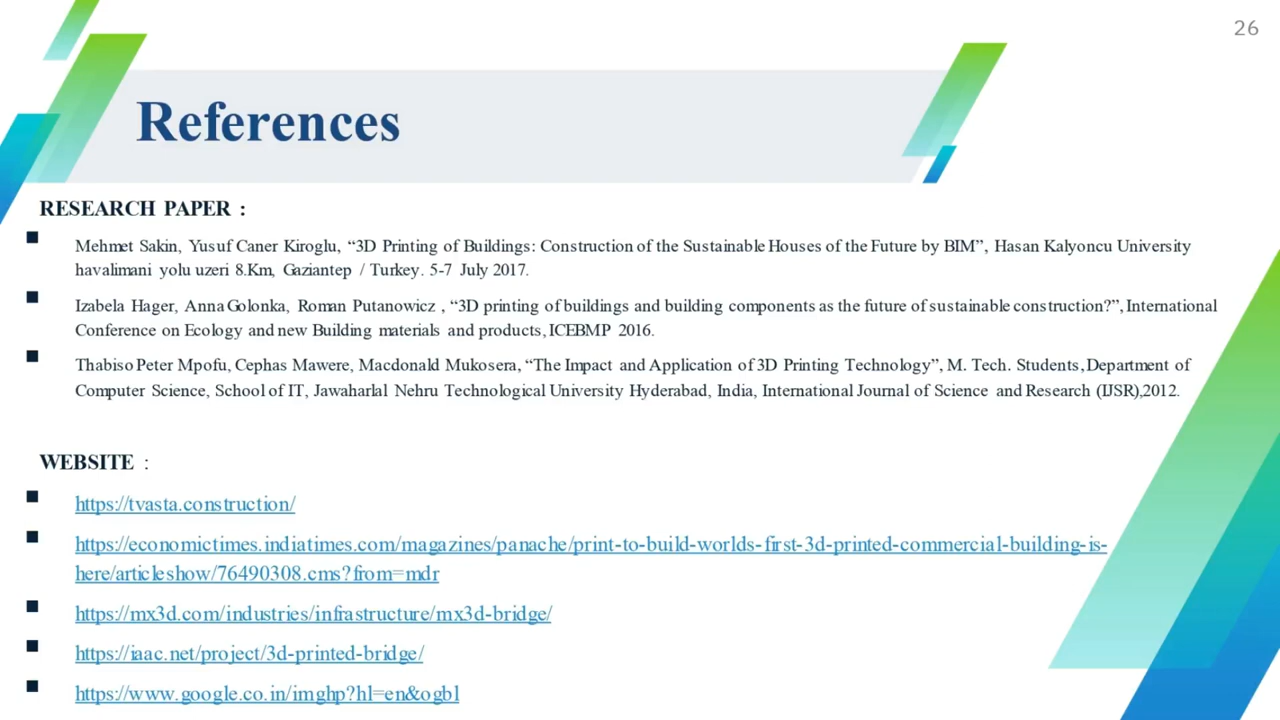 26
References
RESEARCH PAPER :
Mehmet Sakin, Yusuf Caner Kiroglu, “3D Printing of Buildings: Construction of the Sustainable Houses of the Future by BIM”, Hasan Kalyoncu University
havalimani yolu uzeri 8.Km, Gaziantep / Turkey. 5-7 July 2017.
Izabela Hager, Anna Golonka, Roman Putanowicz , “3D printing of buildings and building components as the future of sustainable construction?”, International
Conference on Ecology and new Building materials and products, ICEBMP 2016.
Thabiso Peter Mpofu, Cephas Mawere, Macdonald Mukosera, “The Impact and Application of 3D Printing Technology”, M. Tech. Students, Department of
Computer Science, School of IT, Jawaharlal Nehru Technological University Hyderabad, India, International Journal of Science and Research (IJSR),2012.
WEBSITE :
https://tvasta.construction/
https://economictimes.indiatimes.com/magazines/panache/print-to-build-worlds-first-3d-printed-commercial-building-is-
here/articleshow/76490308.cms?from=mdr
https://mx3d.com/industries/infrastructure/mx3d-bridge/
https://iaac.net/project/3d-printed-bridge/
https://www.google.co.in/imghp?hl=en&ogbl